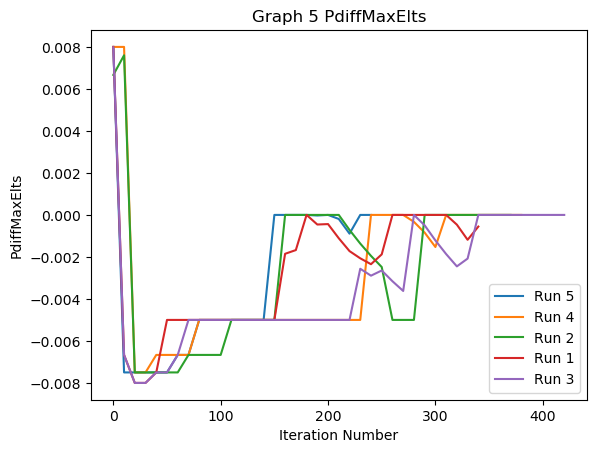 Graph 5 PdiffMaxElts
PdiffMaxElts
0.008
0.006
0.004
0.002
0.000
−0.002
−0.004
−0.006
−0.008
0
100
200
300
400
Iteration Number
Run 5
Run 4
Run 2
Run 1
Run 3